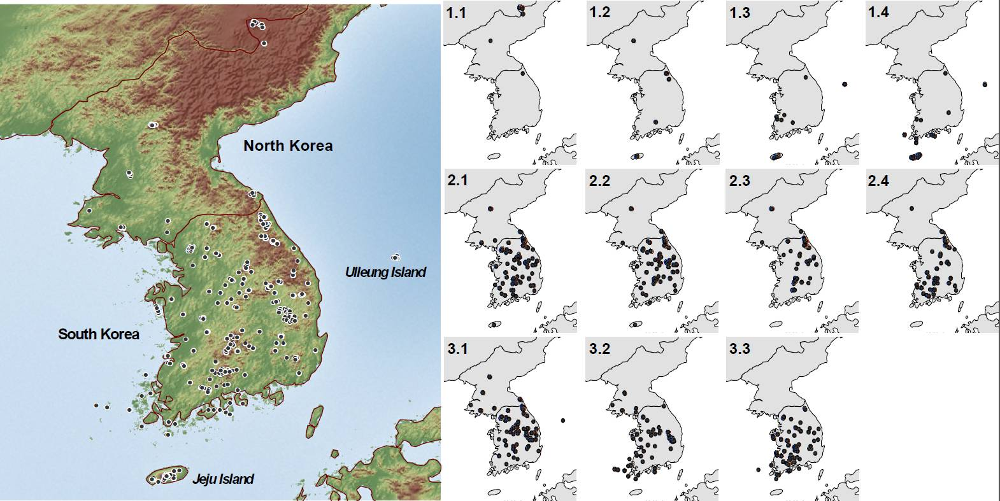 North Korea
Ulleung Island
South Korea
Jeju Island
1.1
1.2
1.3
1.4
2.1
2.2
2.3
2.4
3.1
3.2
3.3